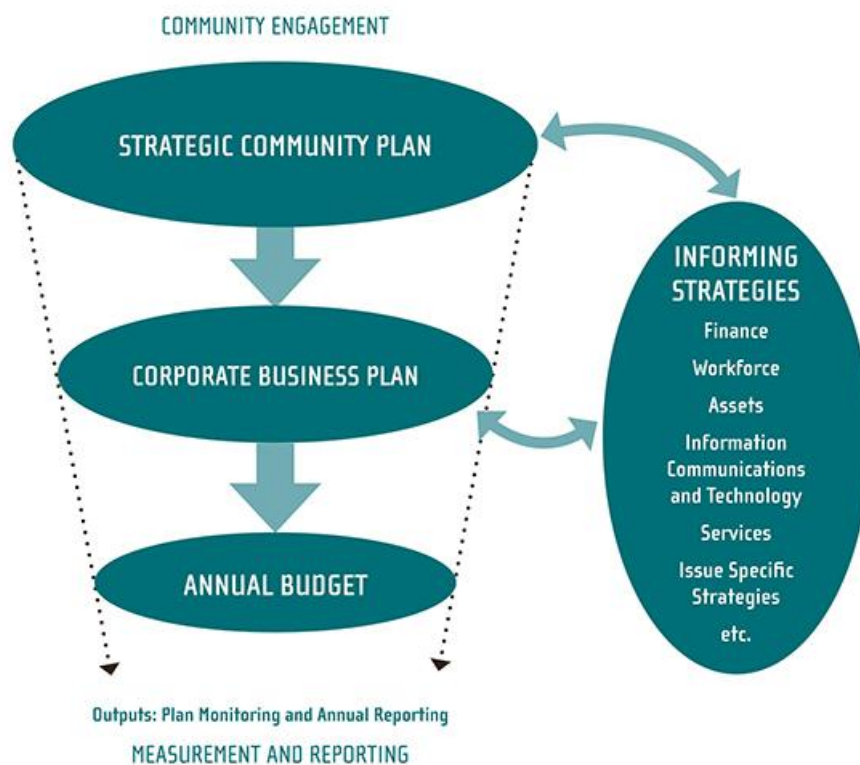 COMMUNITY ENGAGEMENT
STRATEGIC COMMUNITY PLAN
CORPORATE BUSINESS PLAN
ANNUAL BUDGET
INFORMING
STRATEGIES
Finance
Workforce
Assets
Information
Communications
and Technology
Services
Issue Specific
Strategies
etc.
Outputs: Plan Monitoring and Annual Reporting
MEASUREMENT AND REPORTING